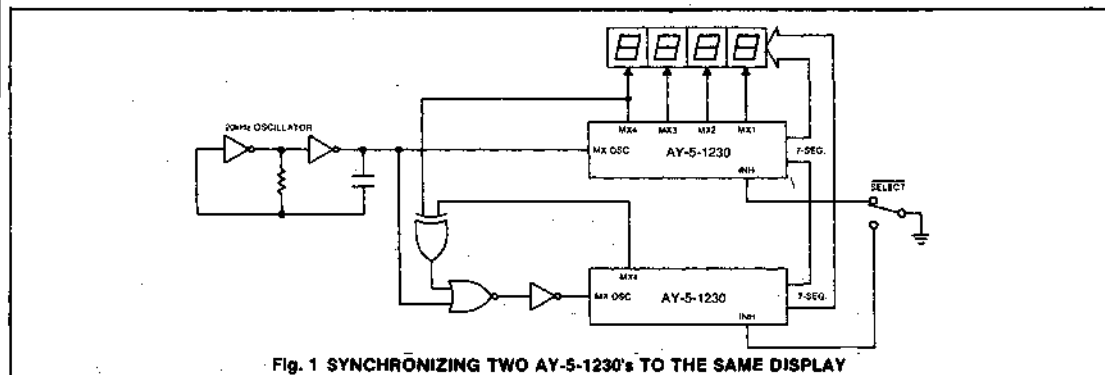 20kHz OSCILLATOR
MX4 MX3 MX2 MX1
MX OSC AY-5-1230 7-SEG.
INH
SELECT
MX4
MX OSC AY-5-1230 7-SEG.
INH
Fig. 1 SYNCHRONIZING TWO AY-5-1230's TO THE SAME DISPLAY